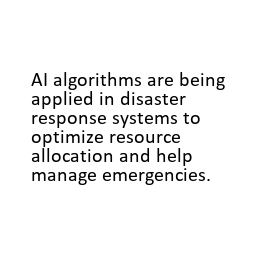 AI algorithms are being
applied in disaster
response systems to
optimize resource
allocation and help
manage emergencies.